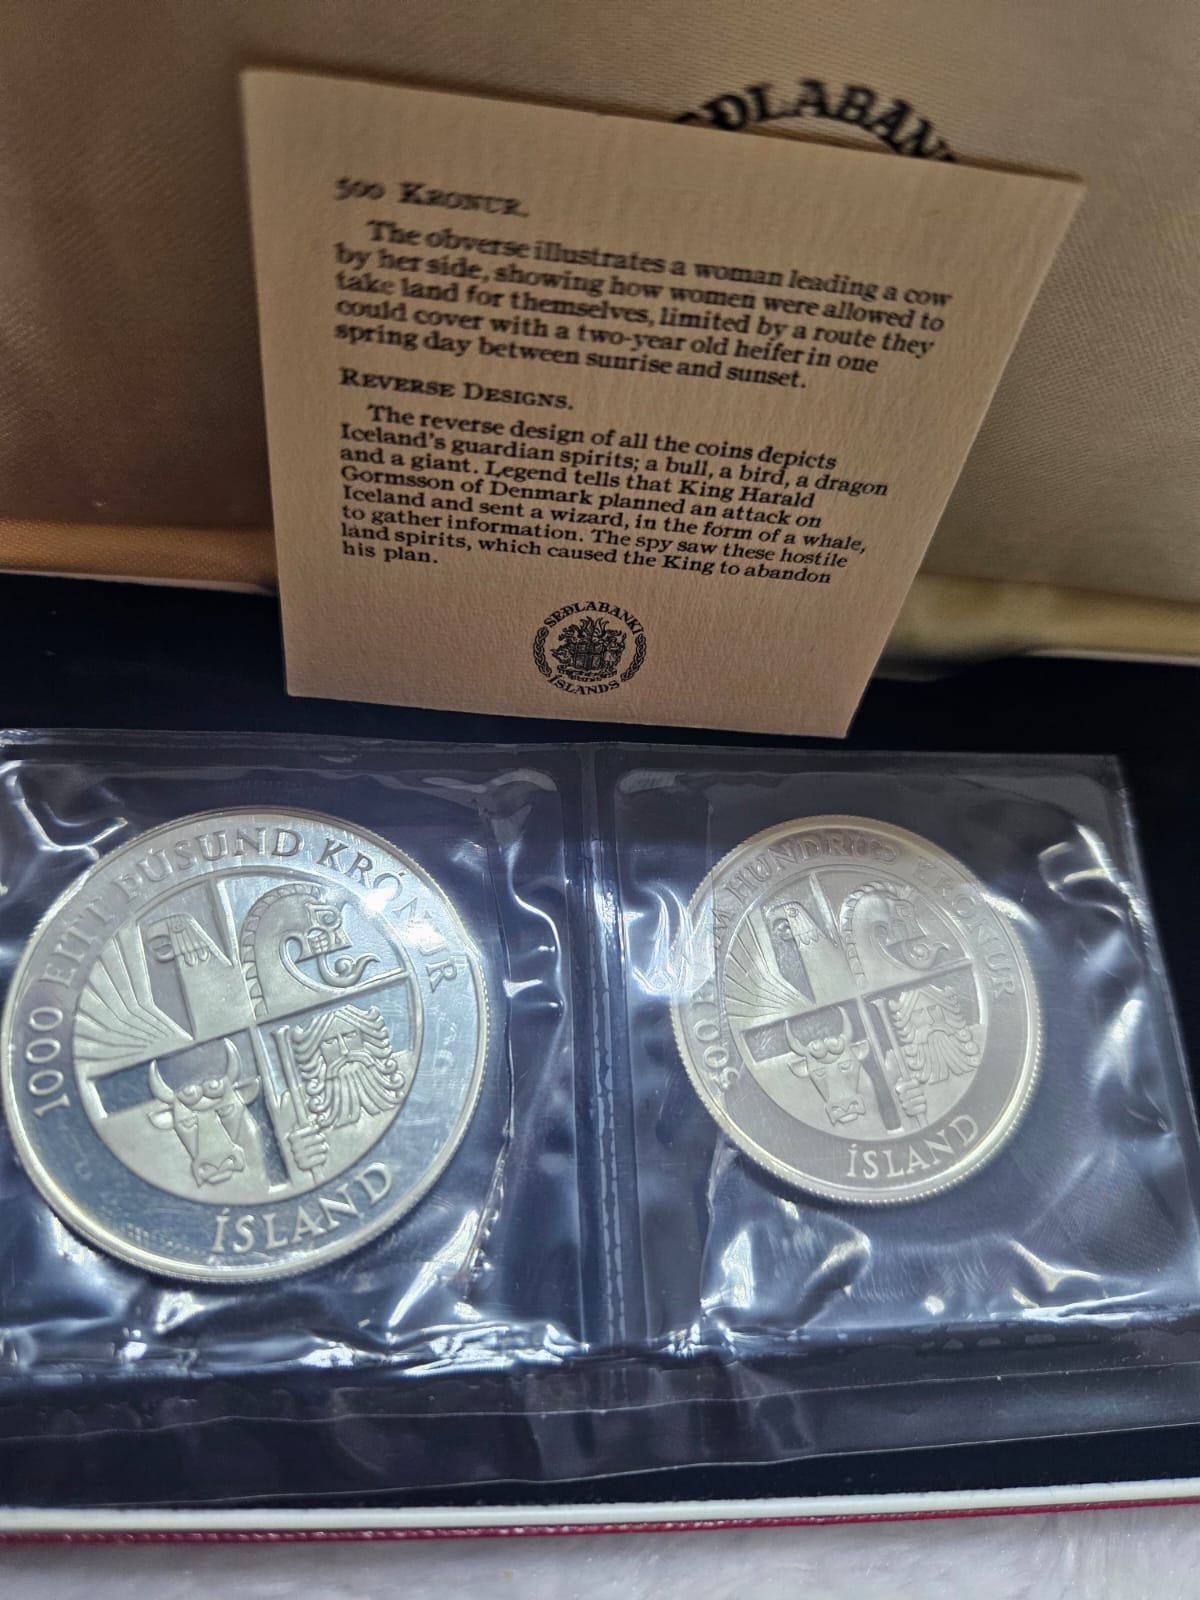 SEÐLABANK
500 KRONUR.
The obverse illustrates a woman leading a cow
by her side, showing how women were allowed to
take land for themselves, limited by a route they
could cover with a two-year old heifer in one
spring day between sunrise and sunset.
REVERSE DESIGNS.
The reverse design of all the coins depicts
Iceland's guardian spirits; a bull, a bird, a dragon
and a giant. Legend tells that King Harald
Gormsson of Denmark planned an attack on
Iceland and sent a wizard, in the form of a whale,
to gather information. The spy saw these hostile
land spirits, which caused the King to abandon
his plan.
SEÐLABANKI
ÍSLANDS
1000 EITT ÞÚSUND KRÓNUR
ÍSLAND
500 FIMM HUNDRUÐ KRÓNUR
ÍSLAND